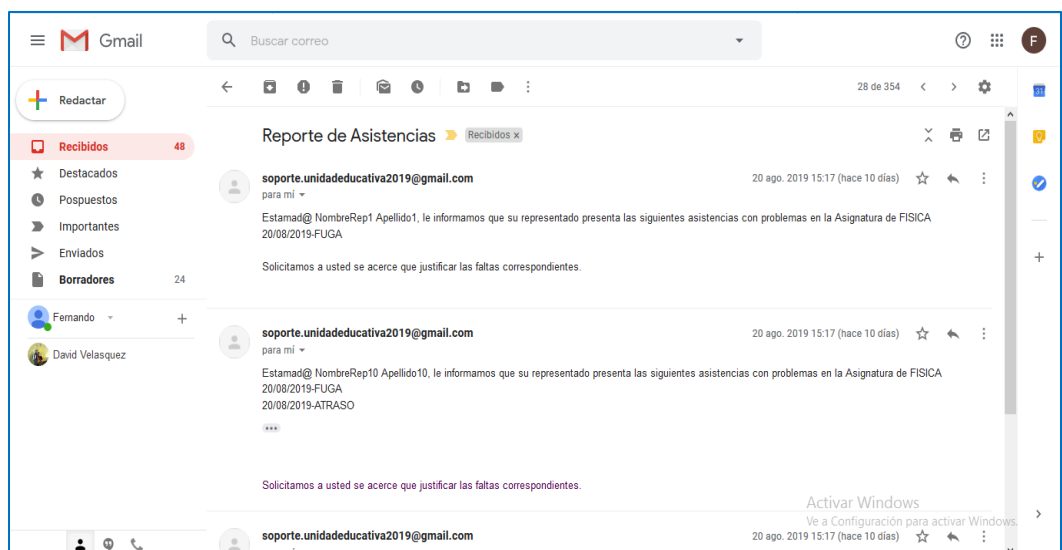 Gmail
Buscar correo
F
Redactar
28 de 354
31
Reporte de Asistencias Recibidos x
Recibidos 48
Destacados
Pospuestos
Importantes
Enviados
Borradores 24
Fernando
David Velasquez
soporte.unidadeducativa2019@gmail.com 20 ago. 2019 15:17 (hace 10 días)
para mí
Estamad@ NombreRep1 Apellido1, le informamos que su representado presenta las siguientes asistencias con problemas en la Asignatura de FISICA
20/08/2019-FUGA
Solicitamos a usted se acerce que justificar las faltas correspondientes.
soporte.unidadeducativa2019@gmail.com 20 ago. 2019 15:17 (hace 10 días)
para mí
Estamad@ NombreRep10 Apellido10, le informamos que su representado presenta las siguientes asistencias con problemas en la Asignatura de FISICA
20/08/2019-FUGA
20/08/2019-ATRASO
Solicitamos a usted se acerce que justificar las faltas correspondientes.
Activar Windows
Ve a Configuración para activar Windows.
soporte.unidadeducativa2019@gmail.com 20 ago. 2019 15:17 (hace 10 días)